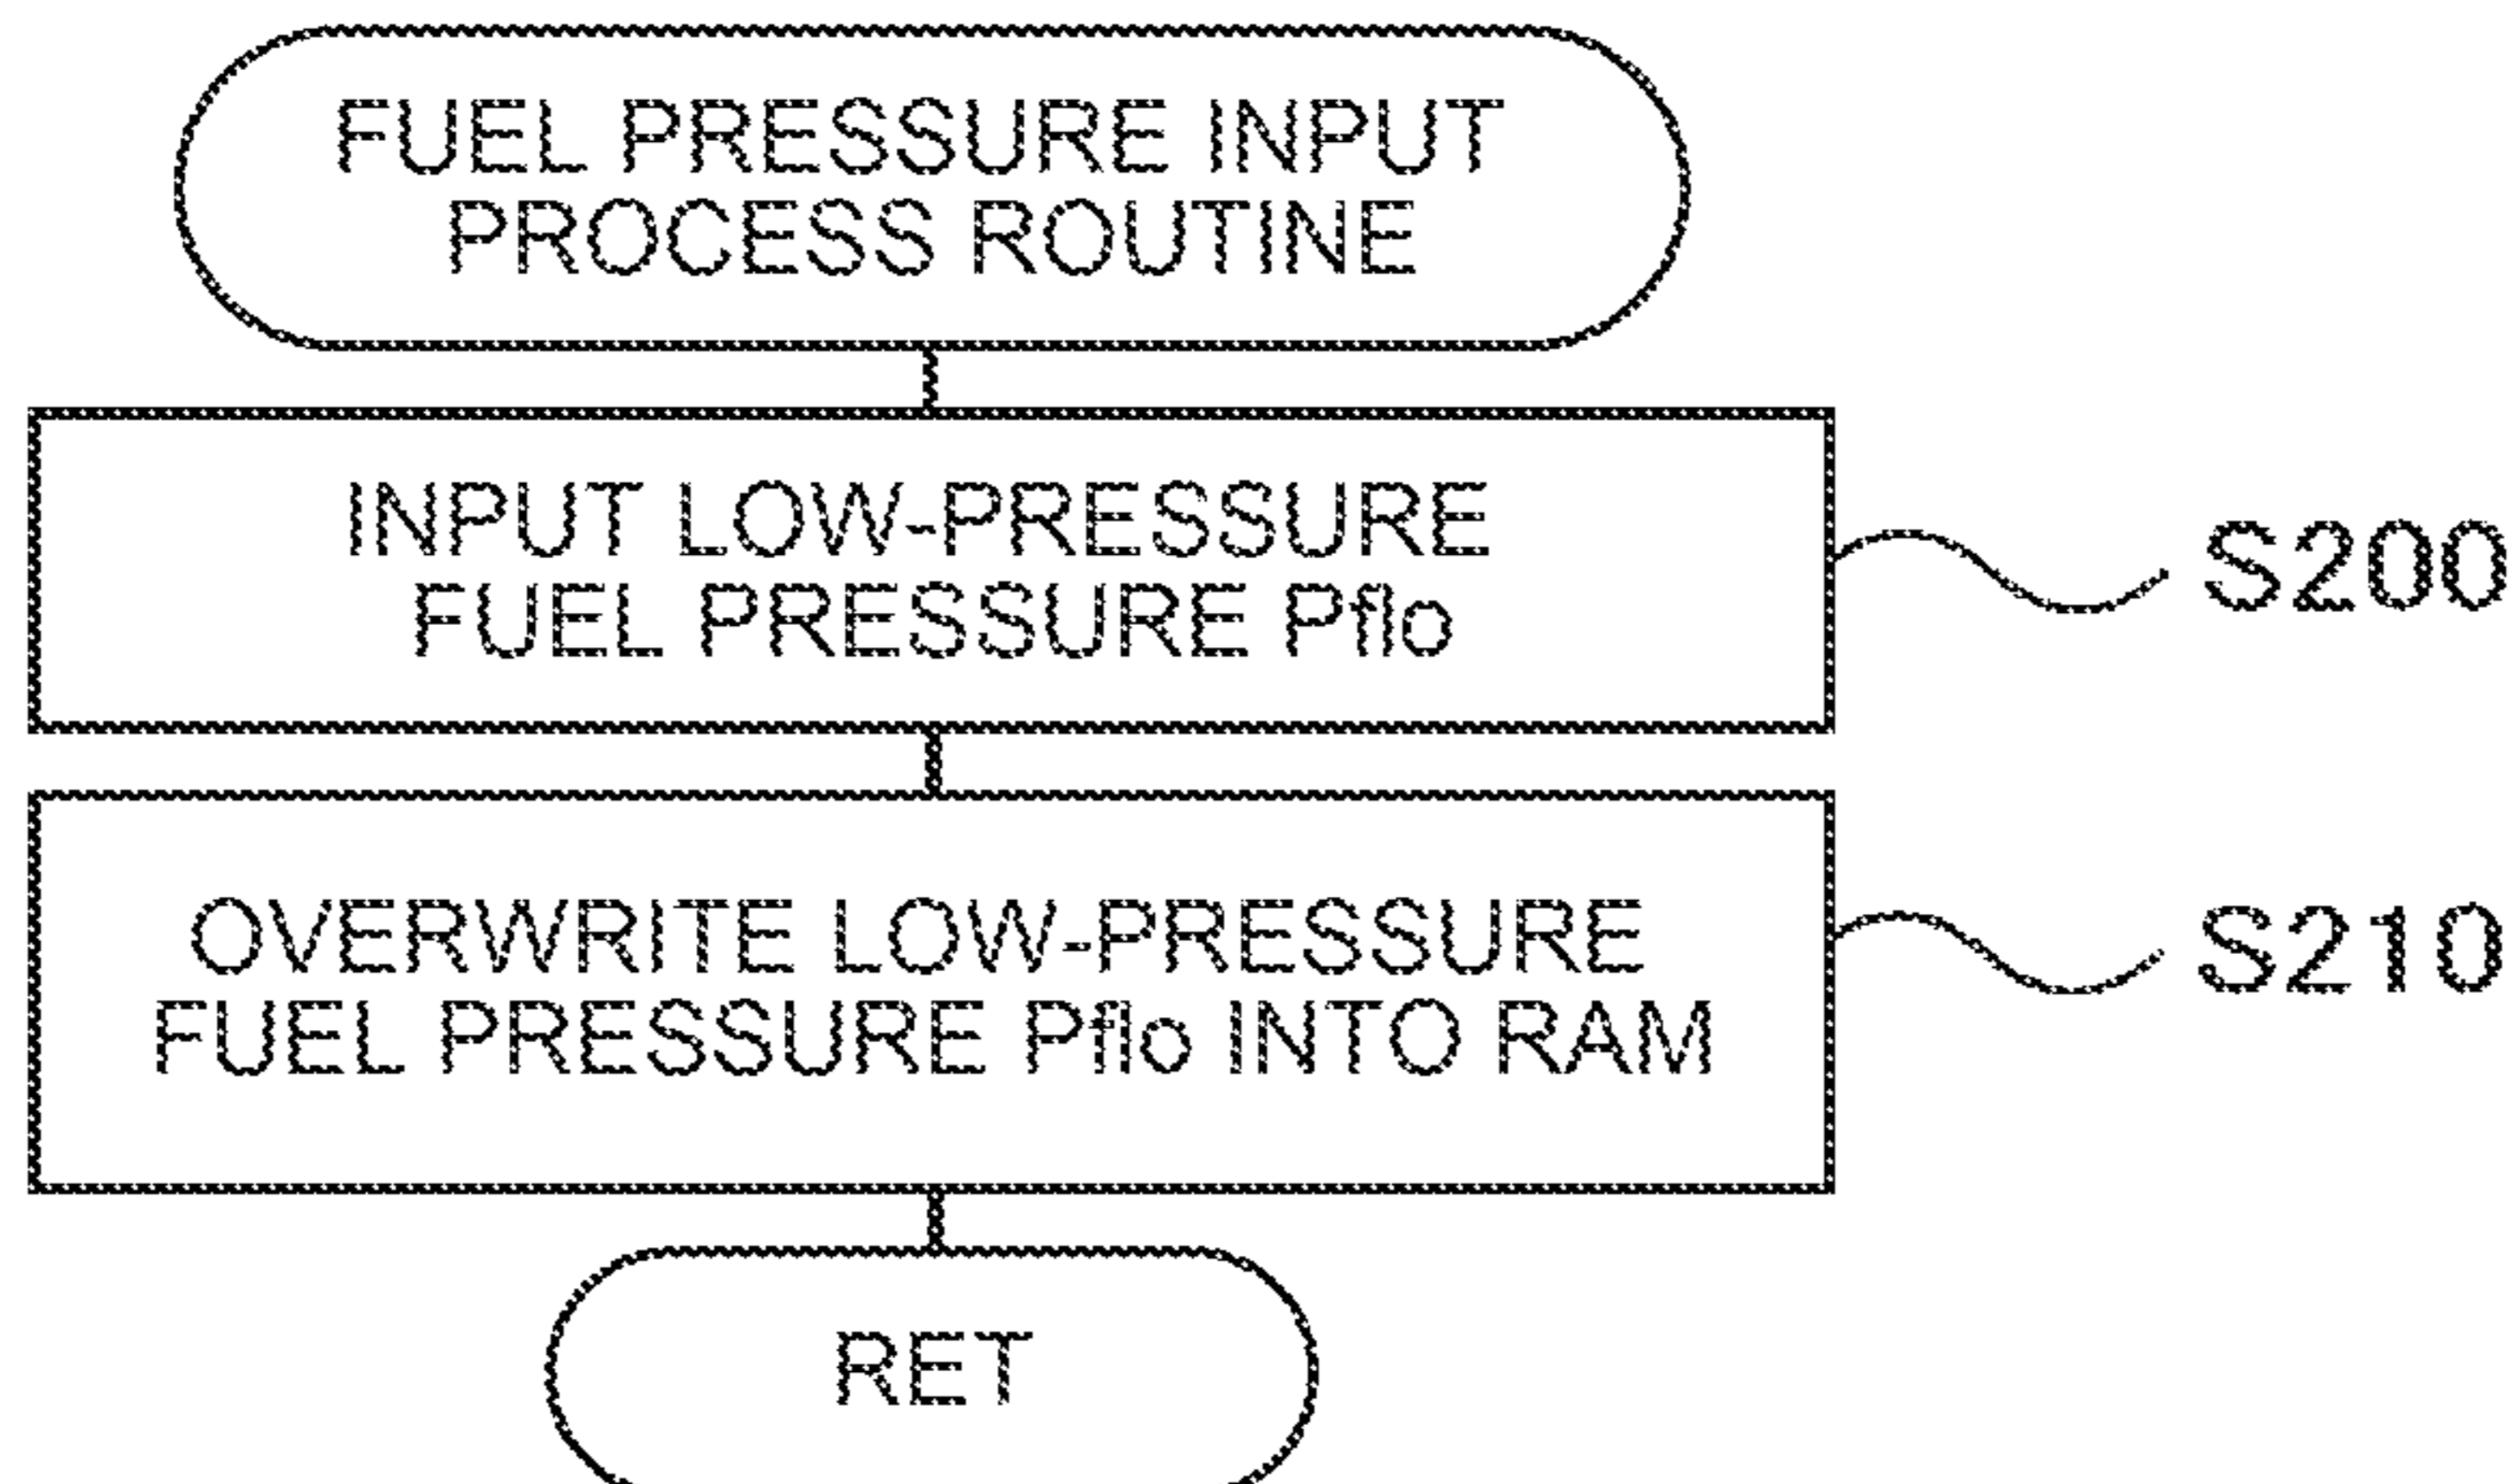 FUEL PRESSURE INPUT
PROCESS ROUTINE
INPUT LOW-PRESSURE
FUEL PRESSURE Pflo
S200
OVERWRITE LOW-PRESSURE
FUEL PRESSURE Pflo INTO RAM
S210
RET